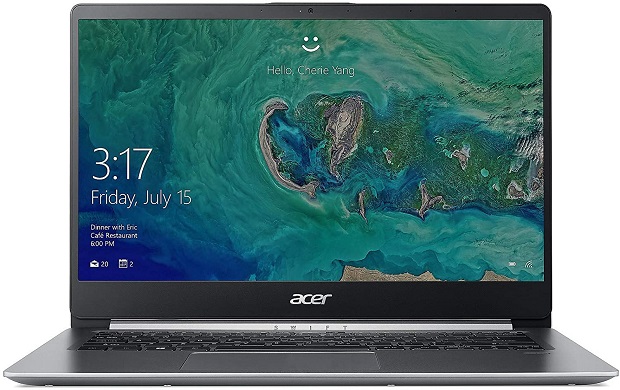 Hello, Cherie Yang
3:17
Friday, July 15
Dinner with Eric
Café Restaurant
6:00 PM
20
2
acer
SWIFT